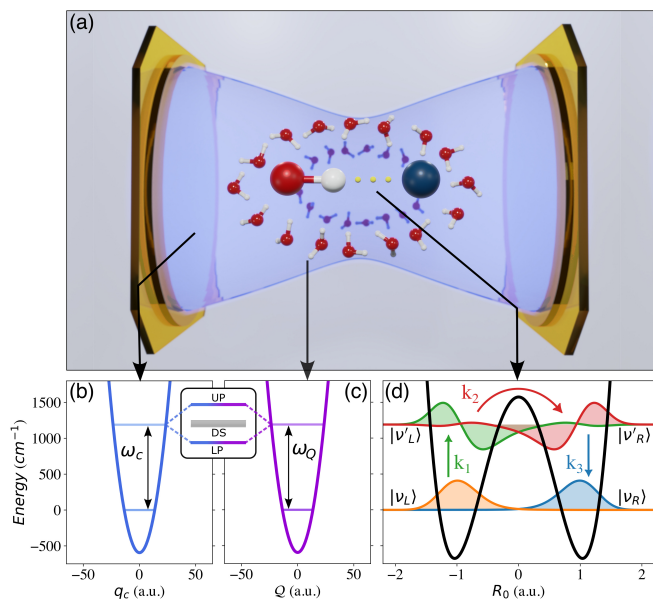 (a)
(b)
(c)
(d)
Energy (cm⁻¹)
1500
1000
500
0
−500
UP
DS
LP
ω_c
ω_Q
k₂
k₁
k₃
|ν'_L⟩
|ν'_R⟩
|ν_L⟩
|ν_R⟩
−50 0 50
q_c (a.u.)
−50 0 50
Q (a.u.)
−2 −1 0 1 2
R₀ (a.u.)